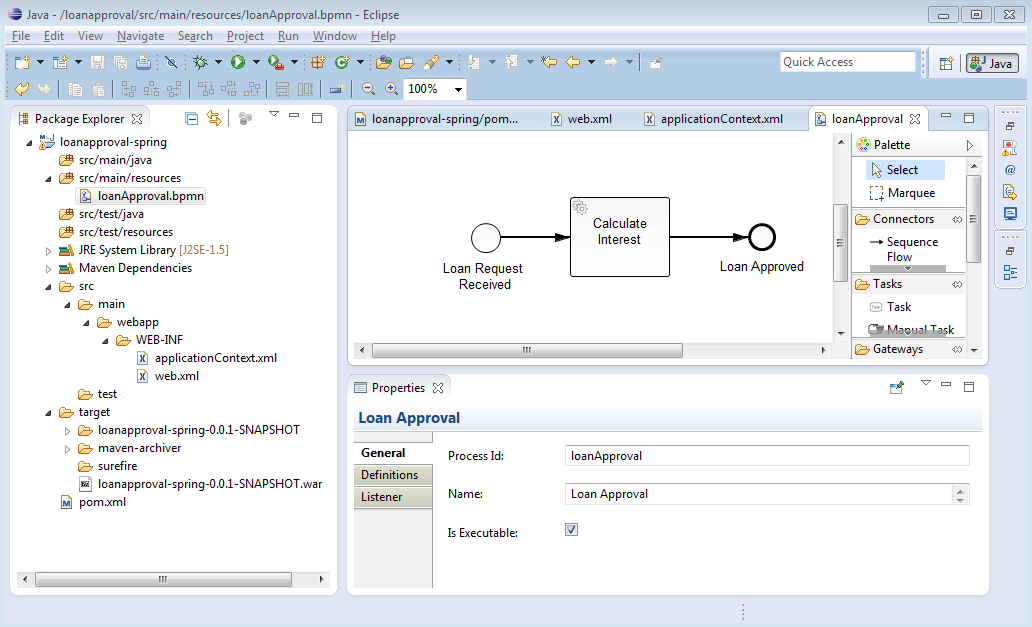 Java - /loanapproval/src/main/resources/loanApproval.bpmn - Eclipse
File Edit View Navigate Search Project Run Window Help
Quick Access
Java
100%
Package Explorer
loanapproval-spring
src/main/java
src/main/resources
loanApproval.bpmn
src/test/java
src/test/resources
JRE System Library [J2SE-1.5]
Maven Dependencies
src
main
webapp
WEB-INF
applicationContext.xml
web.xml
test
target
loanapproval-spring-0.0.1-SNAPSHOT
maven-archiver
surefire
loanapproval-spring-0.0.1-SNAPSHOT.war
pom.xml
loanapproval-spring/pom... web.xml applicationContext.xml loanApproval
Loan Request
Received
Calculate
Interest
Loan Approved
Palette
Select
Marquee
Connectors
Sequence
Flow
Tasks
Task
Manual Task
Gateways
Properties
Loan Approval
General
Definitions
Listener
Process Id: loanApproval
Name: Loan Approval
Is Executable: